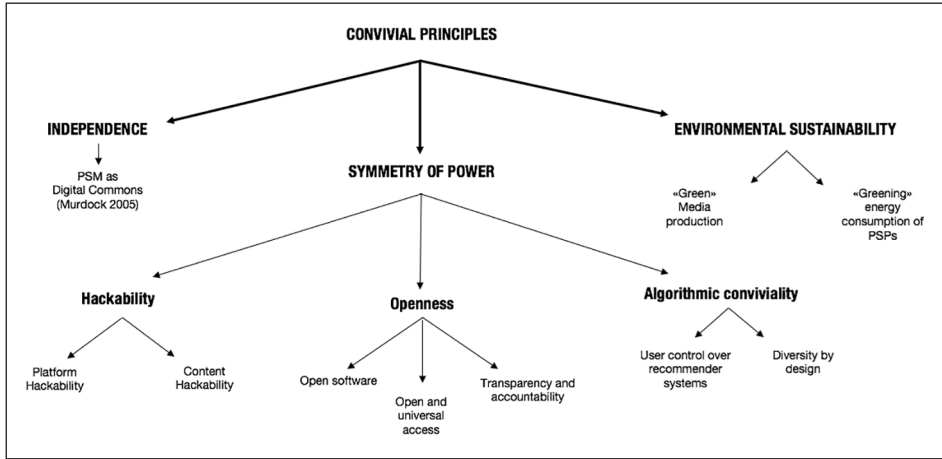 CONVIVIAL PRINCIPLES
INDEPENDENCE
PSM as
Digital Commons
(Murdock 2005)
SYMMETRY OF POWER
ENVIRONMENTAL SUSTAINABILITY
«Green»
Media
production
«Greening»
energy
consumption of
PSPs
Hackability
Platform
Hackability
Content
Hackability
Openness
Open software
Open and
universal
access
Transparency and
accountability
Algorithmic conviviality
User control over
recommender
systems
Diversity by
design